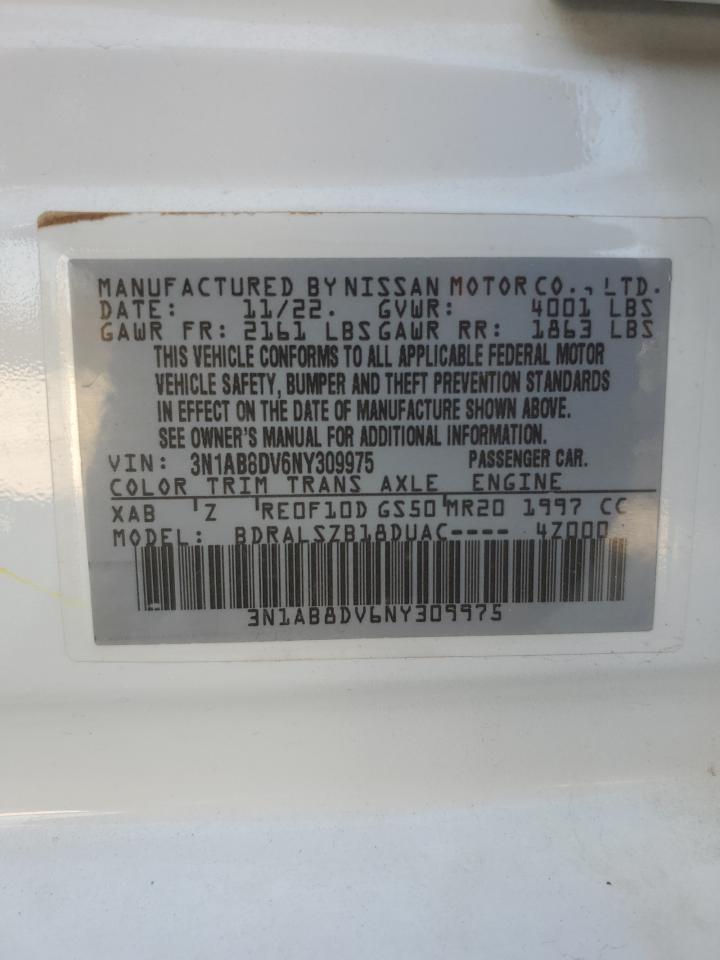 MANUFACTURED BY NISSAN MOTOR CO., LTD.
DATE: 11/22. GVWR: 4001 LBS
GAWR FR: 2161 LBS GAWR RR: 1863 LBS
THIS VEHICLE CONFORMS TO ALL APPLICABLE FEDERAL MOTOR
VEHICLE SAFETY, BUMPER AND THEFT PREVENTION STANDARDS
IN EFFECT ON THE DATE OF MANUFACTURE SHOWN ABOVE.
SEE OWNER'S MANUAL FOR ADDITIONAL INFORMATION.
VIN: 3N1AB8DV6NY309975 PASSENGER CAR.
COLOR TRIM TRANS AXLE ENGINE
XAB Z RE0F10D GS50 MR20 1997 CC
MODEL: BDRALSZB18DUAC---- 4Z000
3N1AB8DV6NY309975